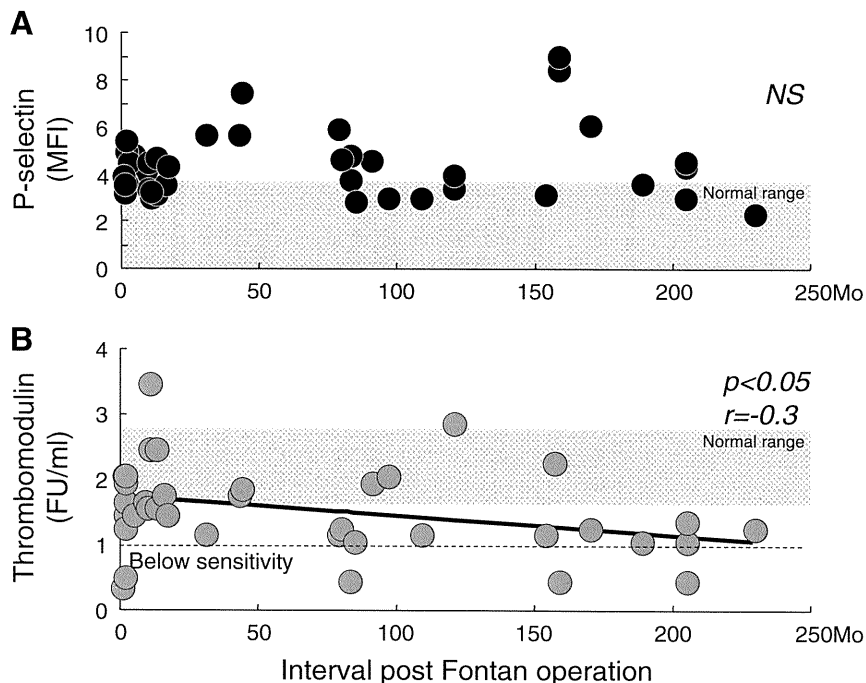 A
P-selectin
(MFI)
10
8
6
4
2
0
NS
Normal range
0
50
100
150
200
250Mo
B
Thrombomodulin
(FU/ml)
4
3
2
1
0
p<0.05
r=-0.3
Normal range
Below sensitivity
0
50
100
150
200
250Mo
Interval post Fontan operation